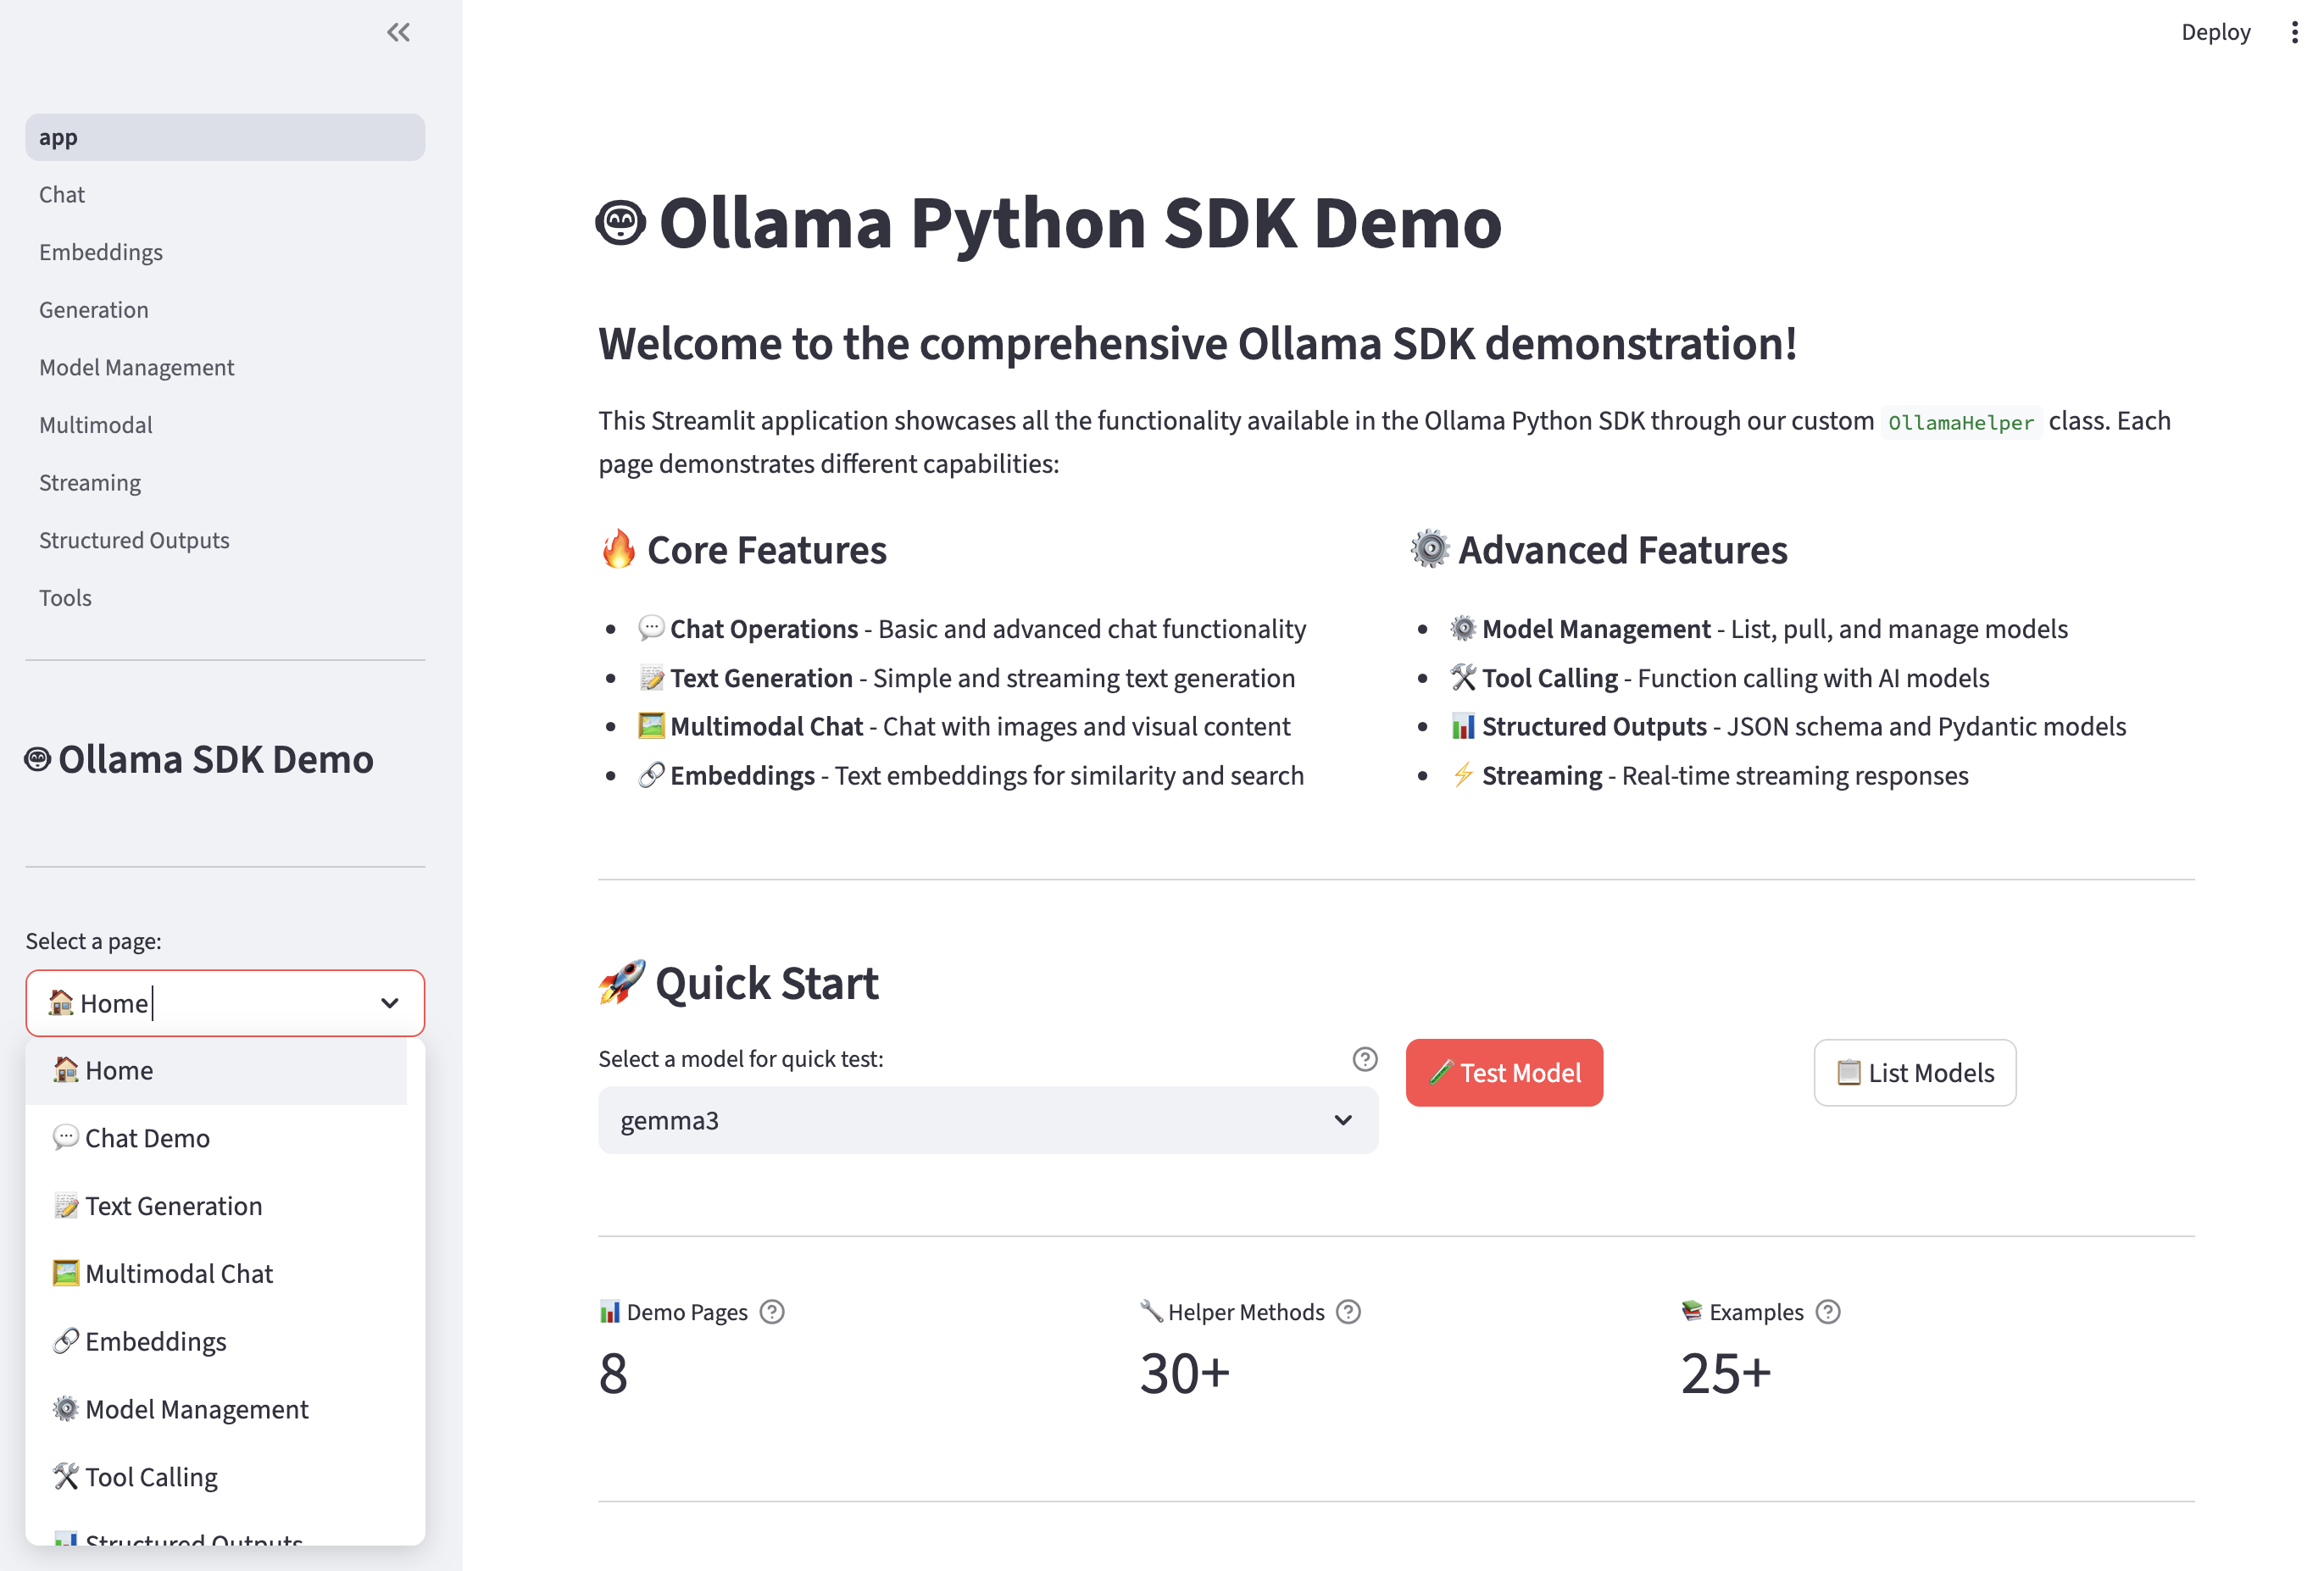 Deploy
app
Chat
Embeddings
Generation
Model Management
Multimodal
Streaming
Structured Outputs
Tools
Ollama SDK Demo
Select a page:
🏠 Home
🏠 Home
💬 Chat Demo
📝 Text Generation
🖼️ Multimodal Chat
🔗 Embeddings
⚙️ Model Management
🛠️ Tool Calling
📊 Structured Outputs
Ollama Python SDK Demo
Welcome to the comprehensive Ollama SDK demonstration!
This Streamlit application showcases all the functionality available in the Ollama Python SDK through our custom OllamaHelper class. Each
page demonstrates different capabilities:
🔥 Core Features
• 💬 Chat Operations - Basic and advanced chat functionality
• 📝 Text Generation - Simple and streaming text generation
• 🖼️ Multimodal Chat - Chat with images and visual content
• 🔗 Embeddings - Text embeddings for similarity and search
⚙️ Advanced Features
• ⚙️ Model Management - List, pull, and manage models
• 🛠️ Tool Calling - Function calling with AI models
• 📊 Structured Outputs - JSON schema and Pydantic models
• ⚡ Streaming - Real-time streaming responses
🚀 Quick Start
Select a model for quick test:
gemma3
🧪 Test Model
📋 List Models
📊 Demo Pages
8
🔧 Helper Methods
30+
📚 Examples
25+